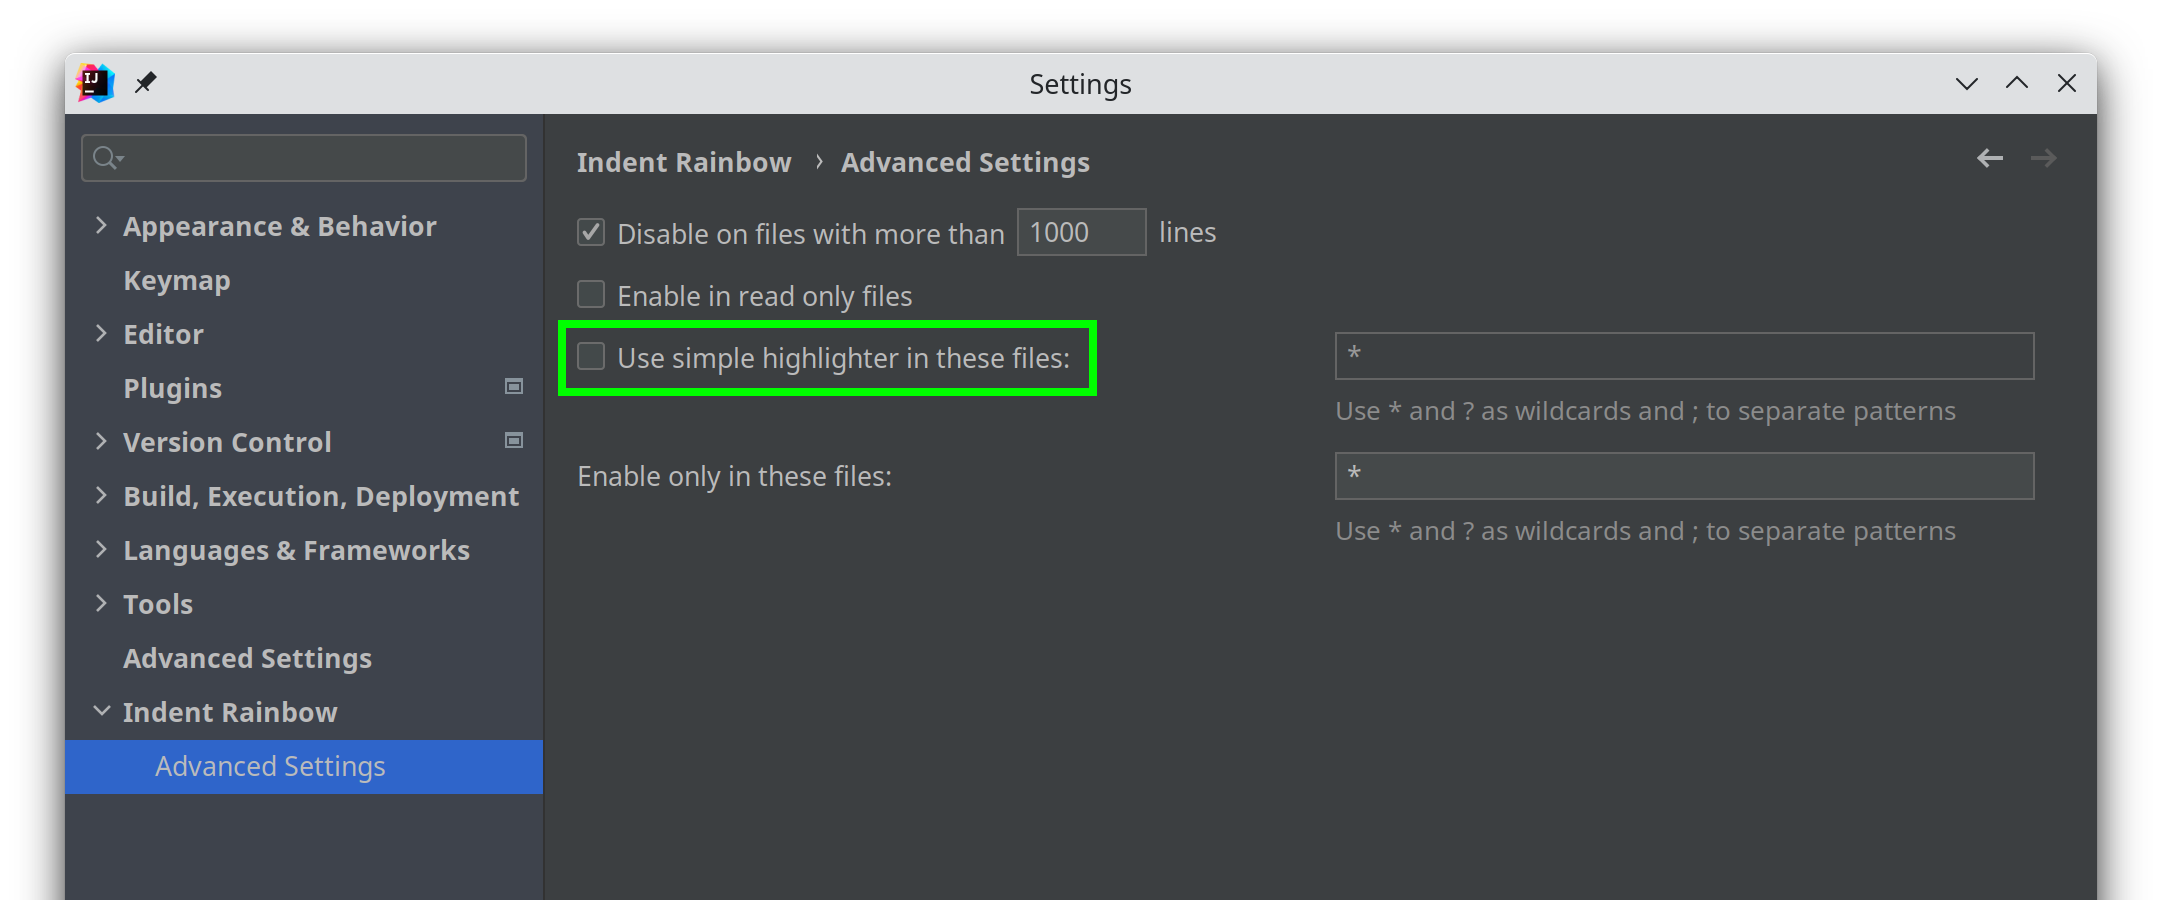 IJ
Settings
Indent Rainbow › Advanced Settings
Appearance & Behavior
Keymap
Editor
Plugins
Version Control
Build, Execution, Deployment
Languages & Frameworks
Tools
Advanced Settings
Indent Rainbow
Advanced Settings
Disable on files with more than 1000 lines
Enable in read only files
Use simple highlighter in these files: *
Use * and ? as wildcards and ; to separate patterns
Enable only in these files: *
Use * and ? as wildcards and ; to separate patterns